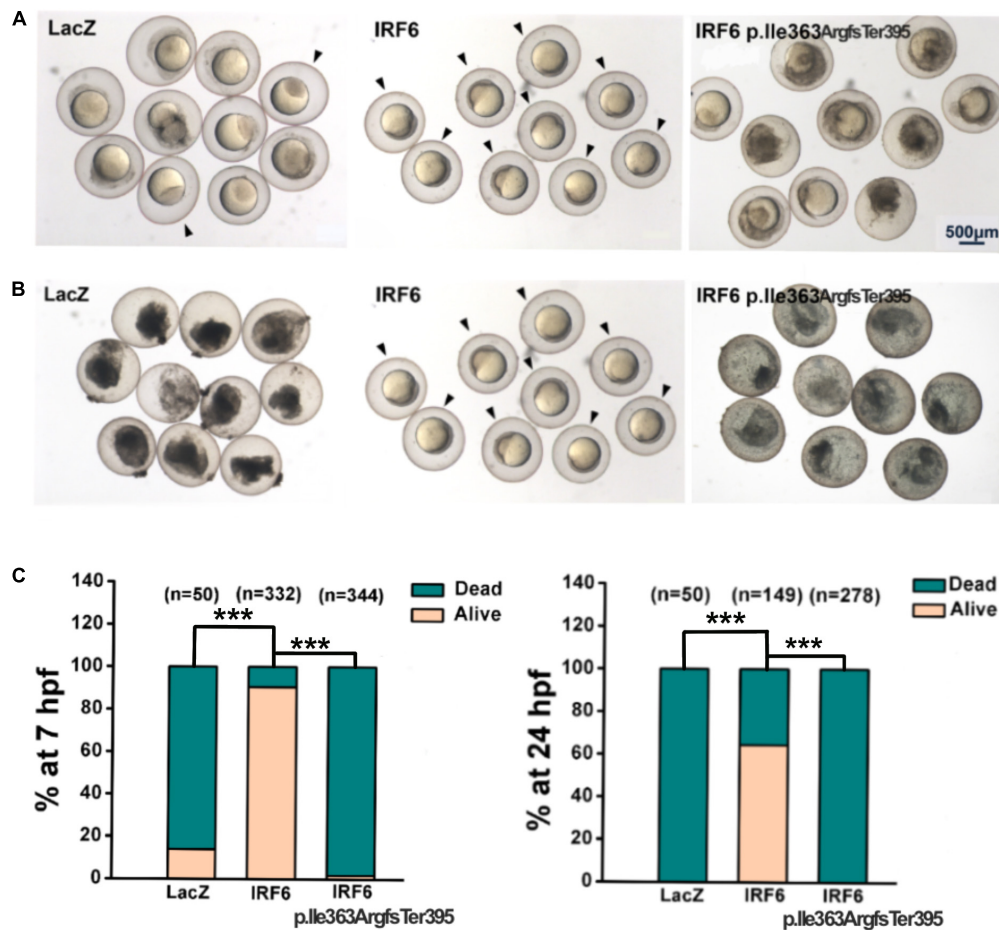 A
LacZ
IRF6
IRF6 p.Ile363ArgfsTer395
500µm
B
LacZ
IRF6
IRF6 p.Ile363ArgfsTer395
C
% at 7 hpf
140
120
100
80
60
40
20
0
(n=50) (n=332) (n=344)
*** ***
Dead
Alive
LacZ IRF6 IRF6
p.Ile363ArgfsTer395
% at 24 hpf
140
120
100
80
60
40
20
0
(n=50) (n=149) (n=278)
*** ***
Dead
Alive
LacZ IRF6 IRF6
p.Ile363ArgfsTer395